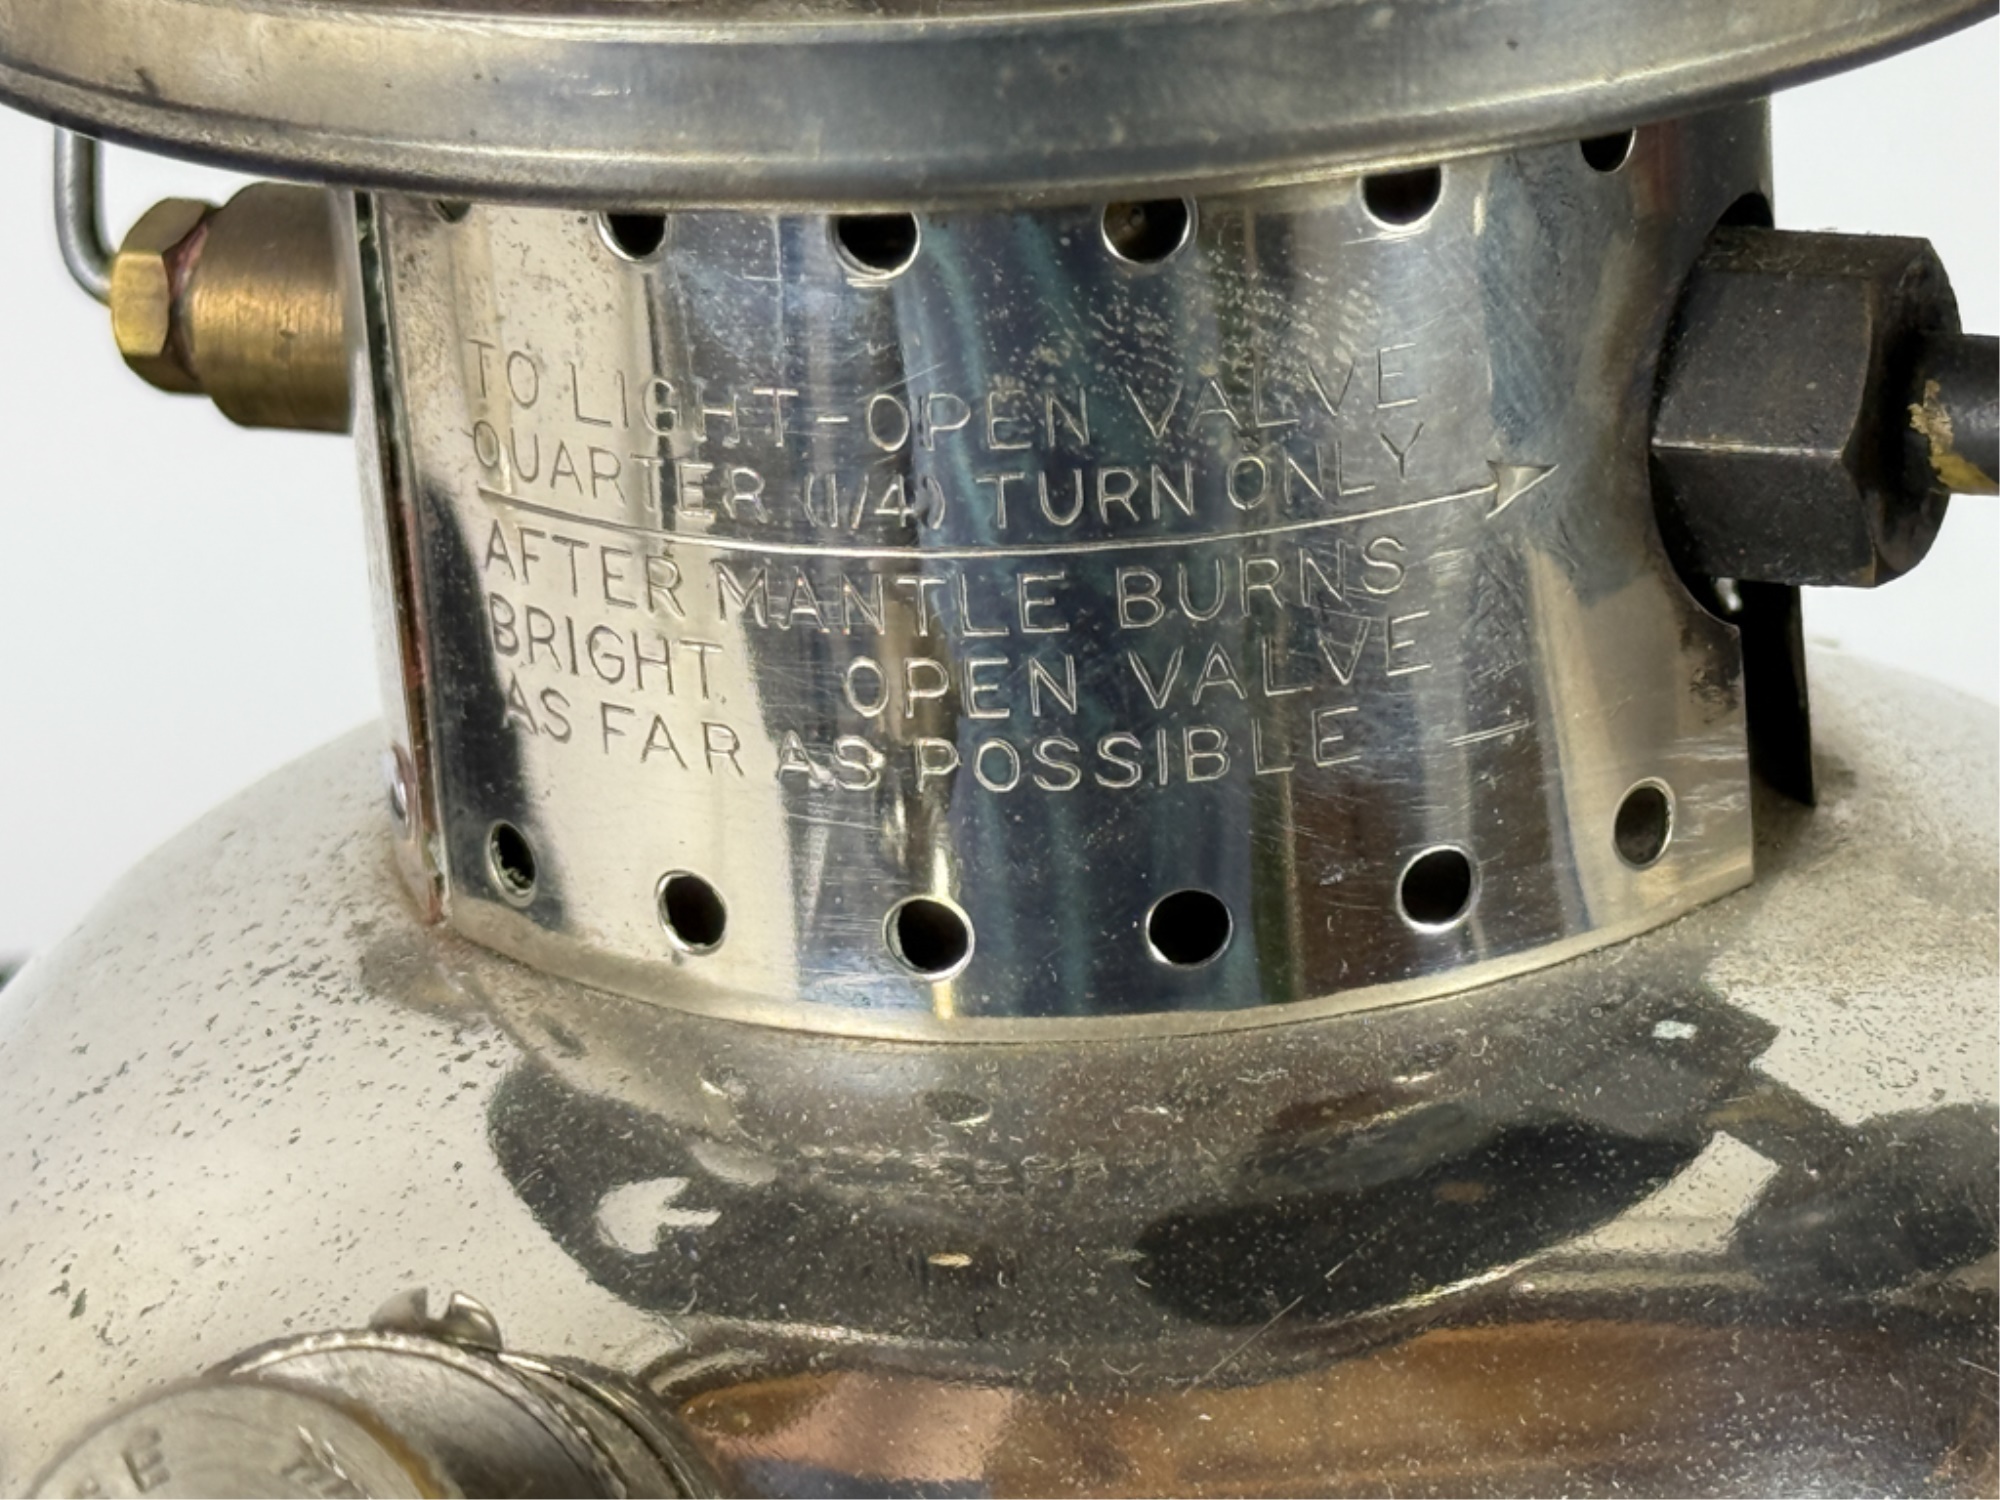 TO LIGHT-OPEN VALVE
QUARTER (1/4) TURN ONLY
AFTER MANTLE BURNS
BRIGHT OPEN VALVE
AS FAR AS POSSIBLE